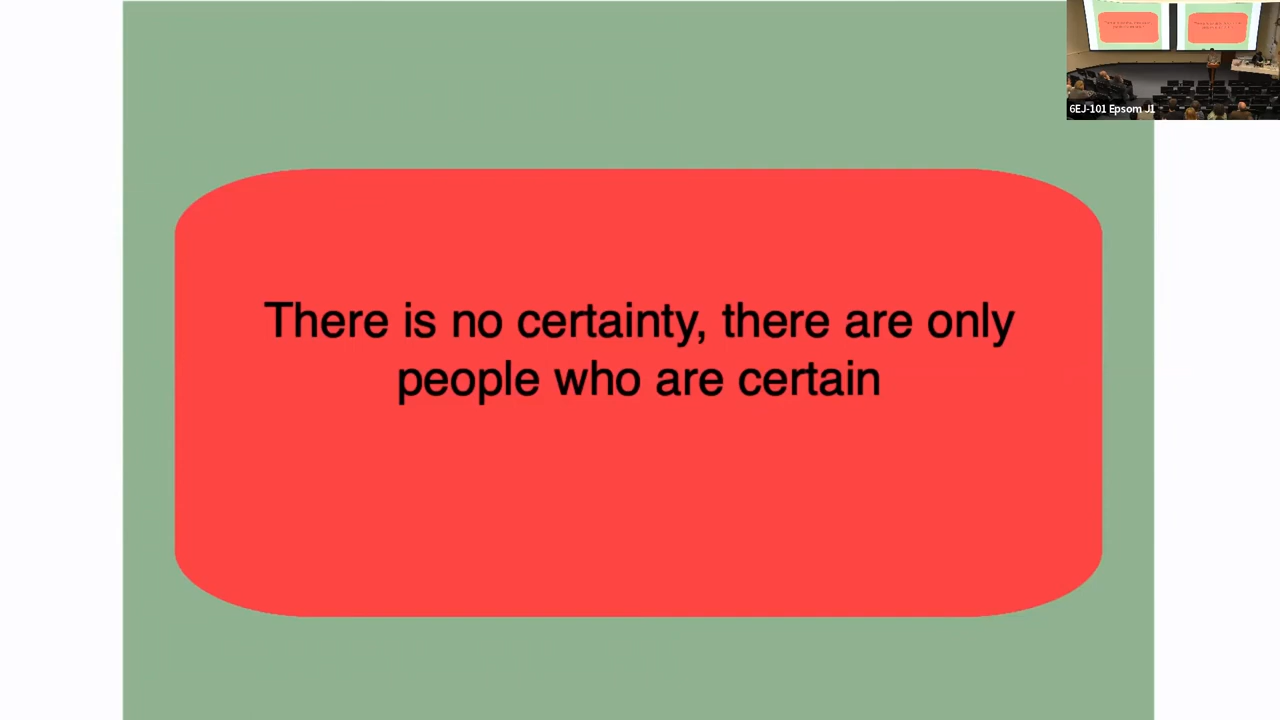 6EJ-101 Epsom J1
There is no certainty, there are only
people who are certain